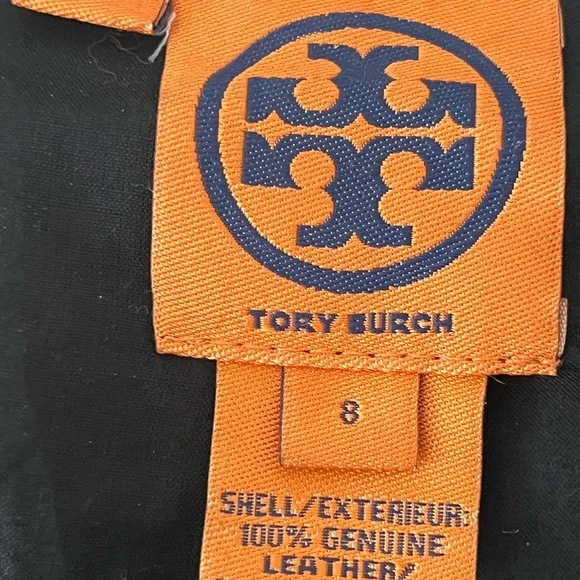 TORY BURCH
8
SHELL/EXTERIEUR:
100% GENUINE
LEATHER/